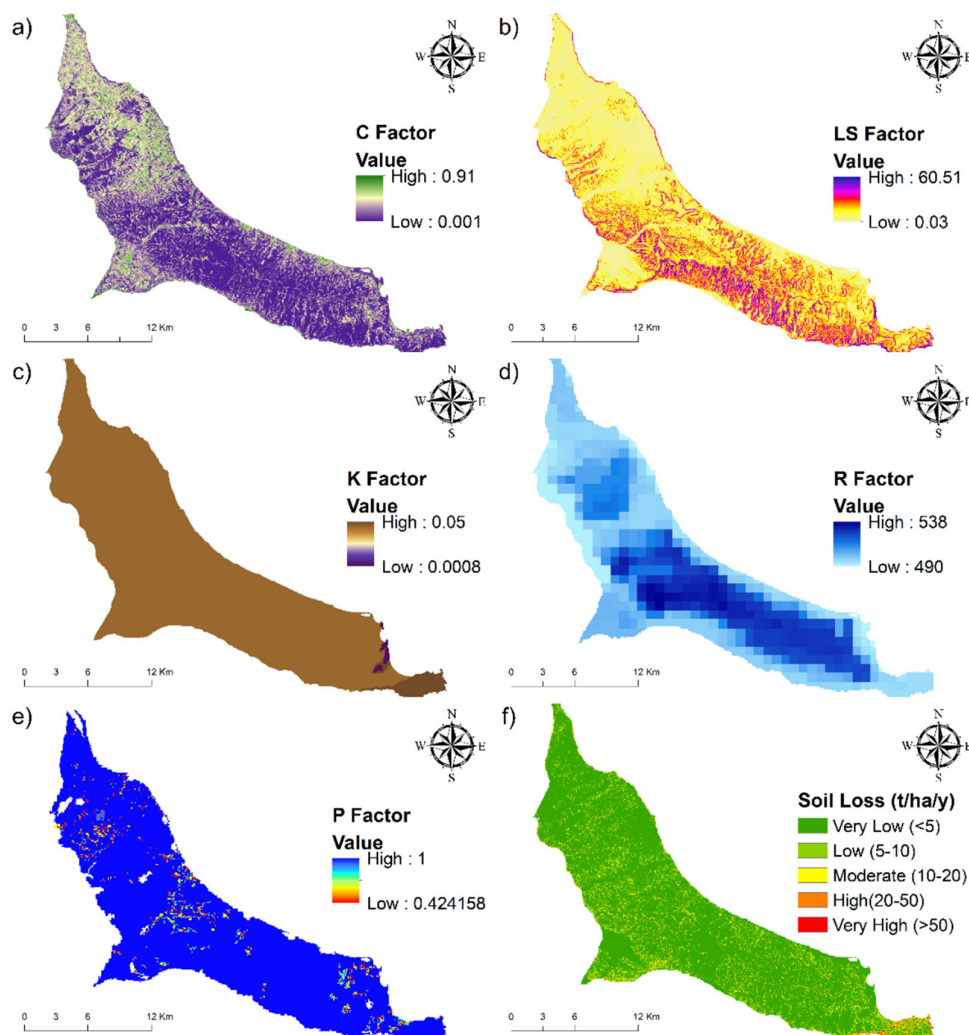 a)
N
W
E
S
C Factor
Value
High : 0.91
Low : 0.001
0 3 6 12 Km
b)
N
W
E
S
LS Factor
Value
High : 60.51
Low : 0.03
0 3 6 12 Km
c)
N
W
E
S
K Factor
Value
High : 0.05
Low : 0.0008
0 3 6 12 Km
d)
N
W
E
S
R Factor
Value
High : 538
Low : 490
0 3 6 12 Km
e)
N
W
E
S
P Factor
Value
High : 1
Low : 0.424158
0 3 6 12 Km
f)
N
W
E
S
Soil Loss (t/ha/y)
Very Low (<5)
Low (5-10)
Moderate (10-20)
High(20-50)
Very High (>50)
0 3 6 12 Km